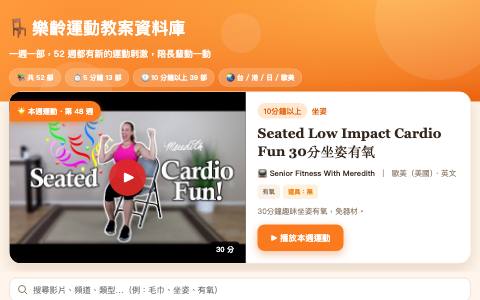 樂齡運動教案資料庫
一週一部，52 週都有新的運動刺激，陪長輩動一動
共 52 部
5 分鐘 13 部
10 分鐘以上 39 部
台 / 港 / 日 / 歐美
本週運動・第 48 週
Seated
Meredith
Cardio
Fun!
30 分
10分鐘以上 坐姿
Seated Low Impact Cardio
Fun 30分坐姿有氧
Senior Fitness With Meredith ｜ 歐美（美國）· 英文
有氧 道具：無
30分鐘趣味坐姿有氧，免器材。
▶ 播放本週運動
搜尋影片、頻道、類型…（例：毛巾、坐姿、有氧）